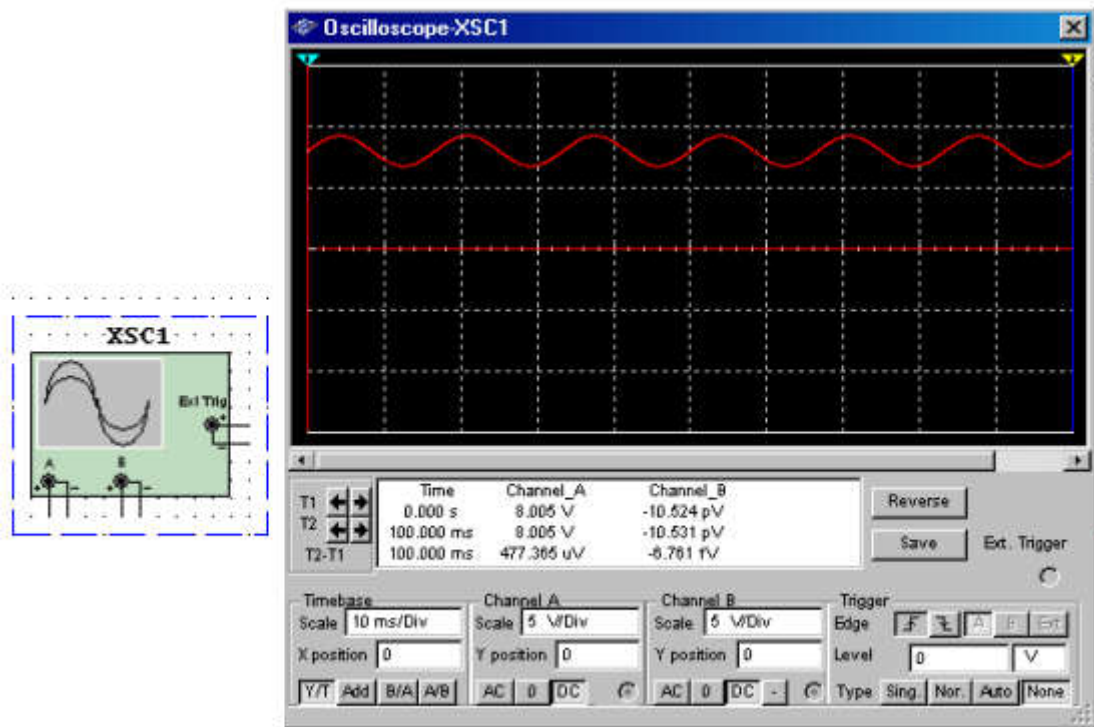 Oscilloscope-XSC1
XSC1
Ext Trig
A B
T1
T2
T2-T1
Time Channel_A Channel_B
0.000 s 8.005 V -10.524 pV
100.000 ms 8.005 V -10.531 pV
100.000 ms 477.365 uV -6.761 fV
Reverse
Save
Ext. Trigger
Timebase
Scale 10 ms/Div
X position 0
Y/T Add B/A A/B
Channel A
Scale 5 V/Div
Y position 0
AC 0 DC
Channel B
Scale 5 V/Div
Y position 0
AC 0 DC -
Trigger
Edge A B Ext
Level 0 V
Type Sing. Nor. Auto None